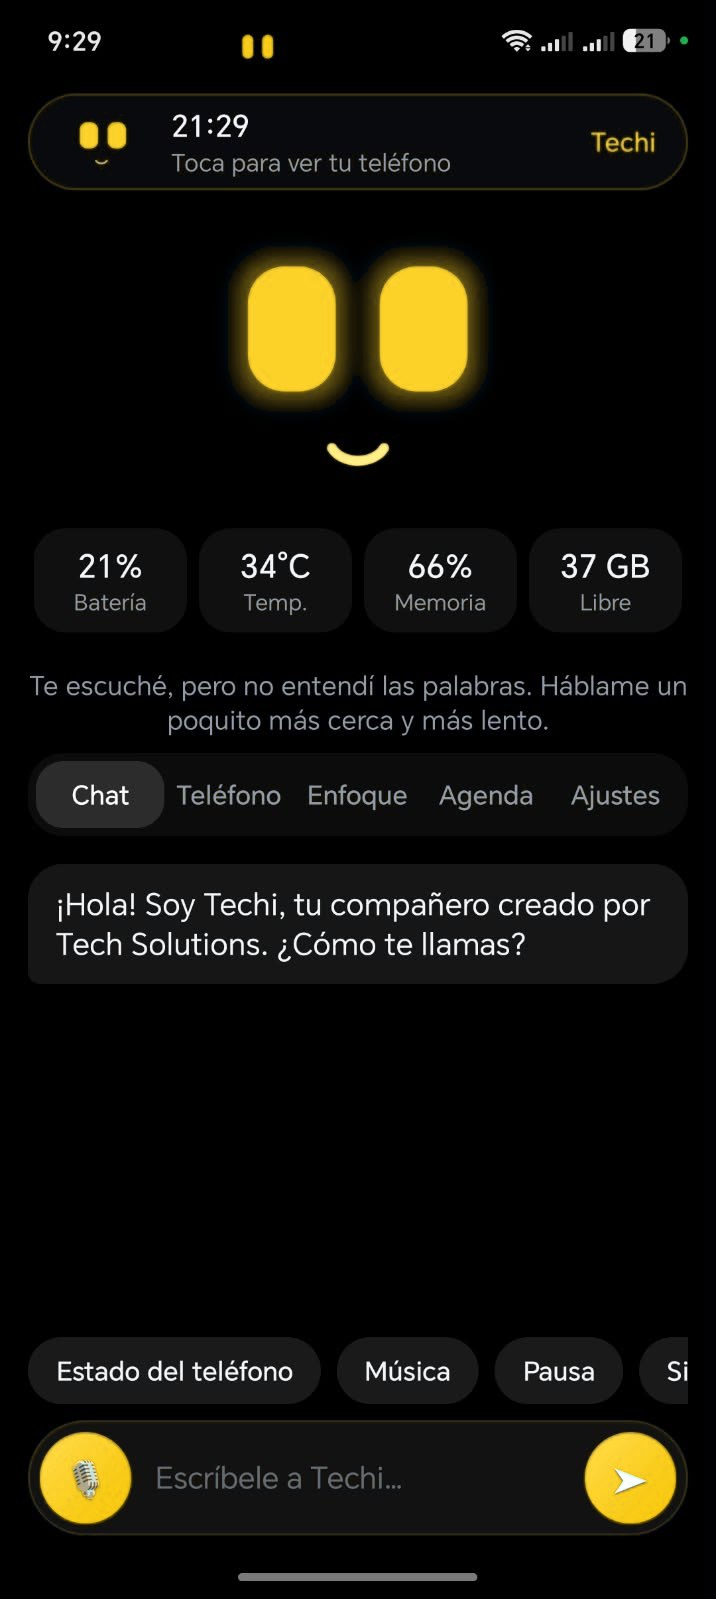 9:29
21
21:29
Toca para ver tu teléfono
Techi
21%
Batería
34°C
Temp.
66%
Memoria
37 GB
Libre
Te escuché, pero no entendí las palabras. Háblame un
poquito más cerca y más lento.
Chat
Teléfono
Enfoque
Agenda
Ajustes
¡Hola! Soy Techi, tu compañero creado por
Tech Solutions. ¿Cómo te llamas?
Estado del teléfono
Música
Pausa
Si
Escríbele a Techi...